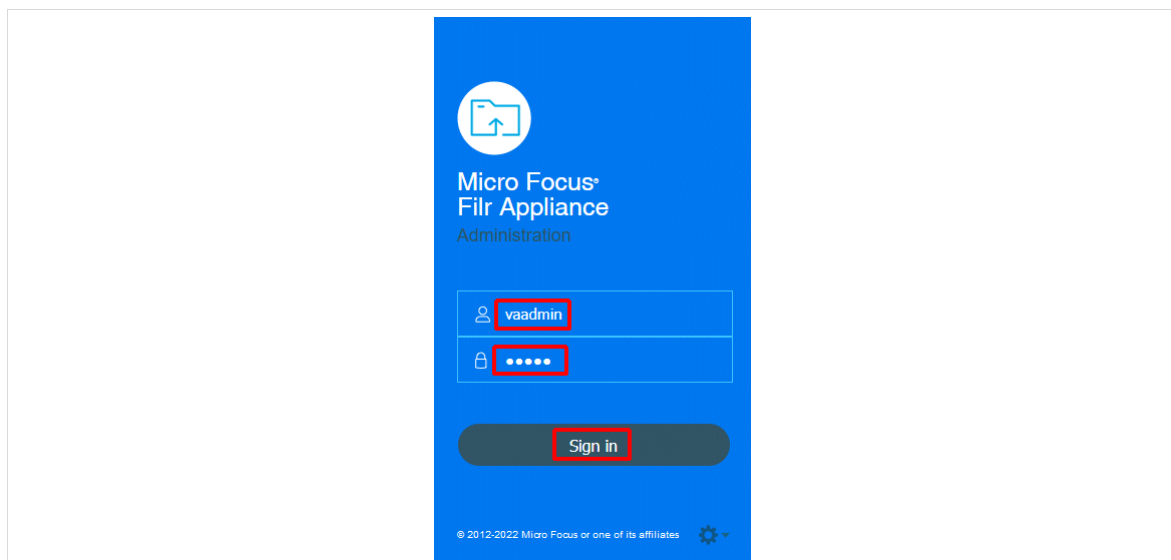 Micro Focus®
Filr Appliance
Administration
vaadmin
•••••
Sign in
© 2012-2022 Micro Focus or one of its affiliates